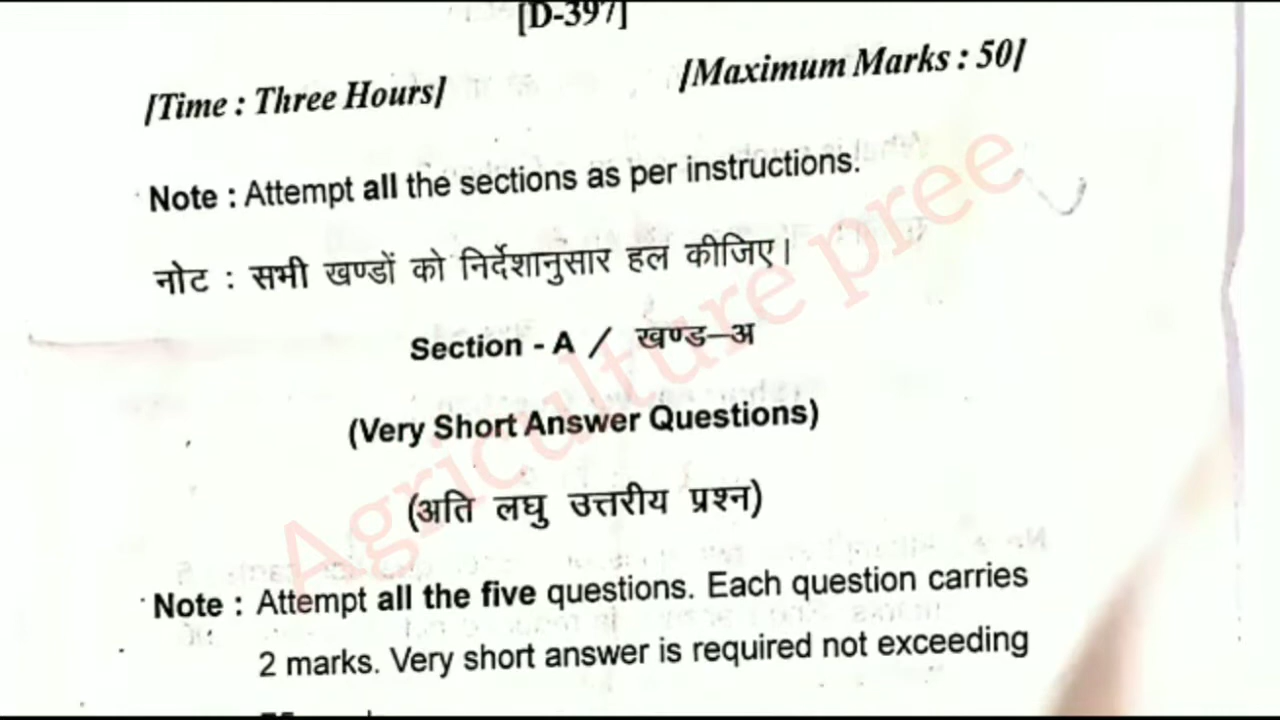 [D-397]
[Time : Three Hours]
[Maximum Marks : 50]
Note : Attempt all the sections as per instructions.
नोट : सभी खण्डों को निर्देशानुसार हल कीजिए।
Section - A / खण्ड–अ
(Very Short Answer Questions)
(अति लघु उत्तरीय प्रश्न)
Note : Attempt all the five questions. Each question carries
2 marks. Very short answer is required not exceeding
Agriculture pree